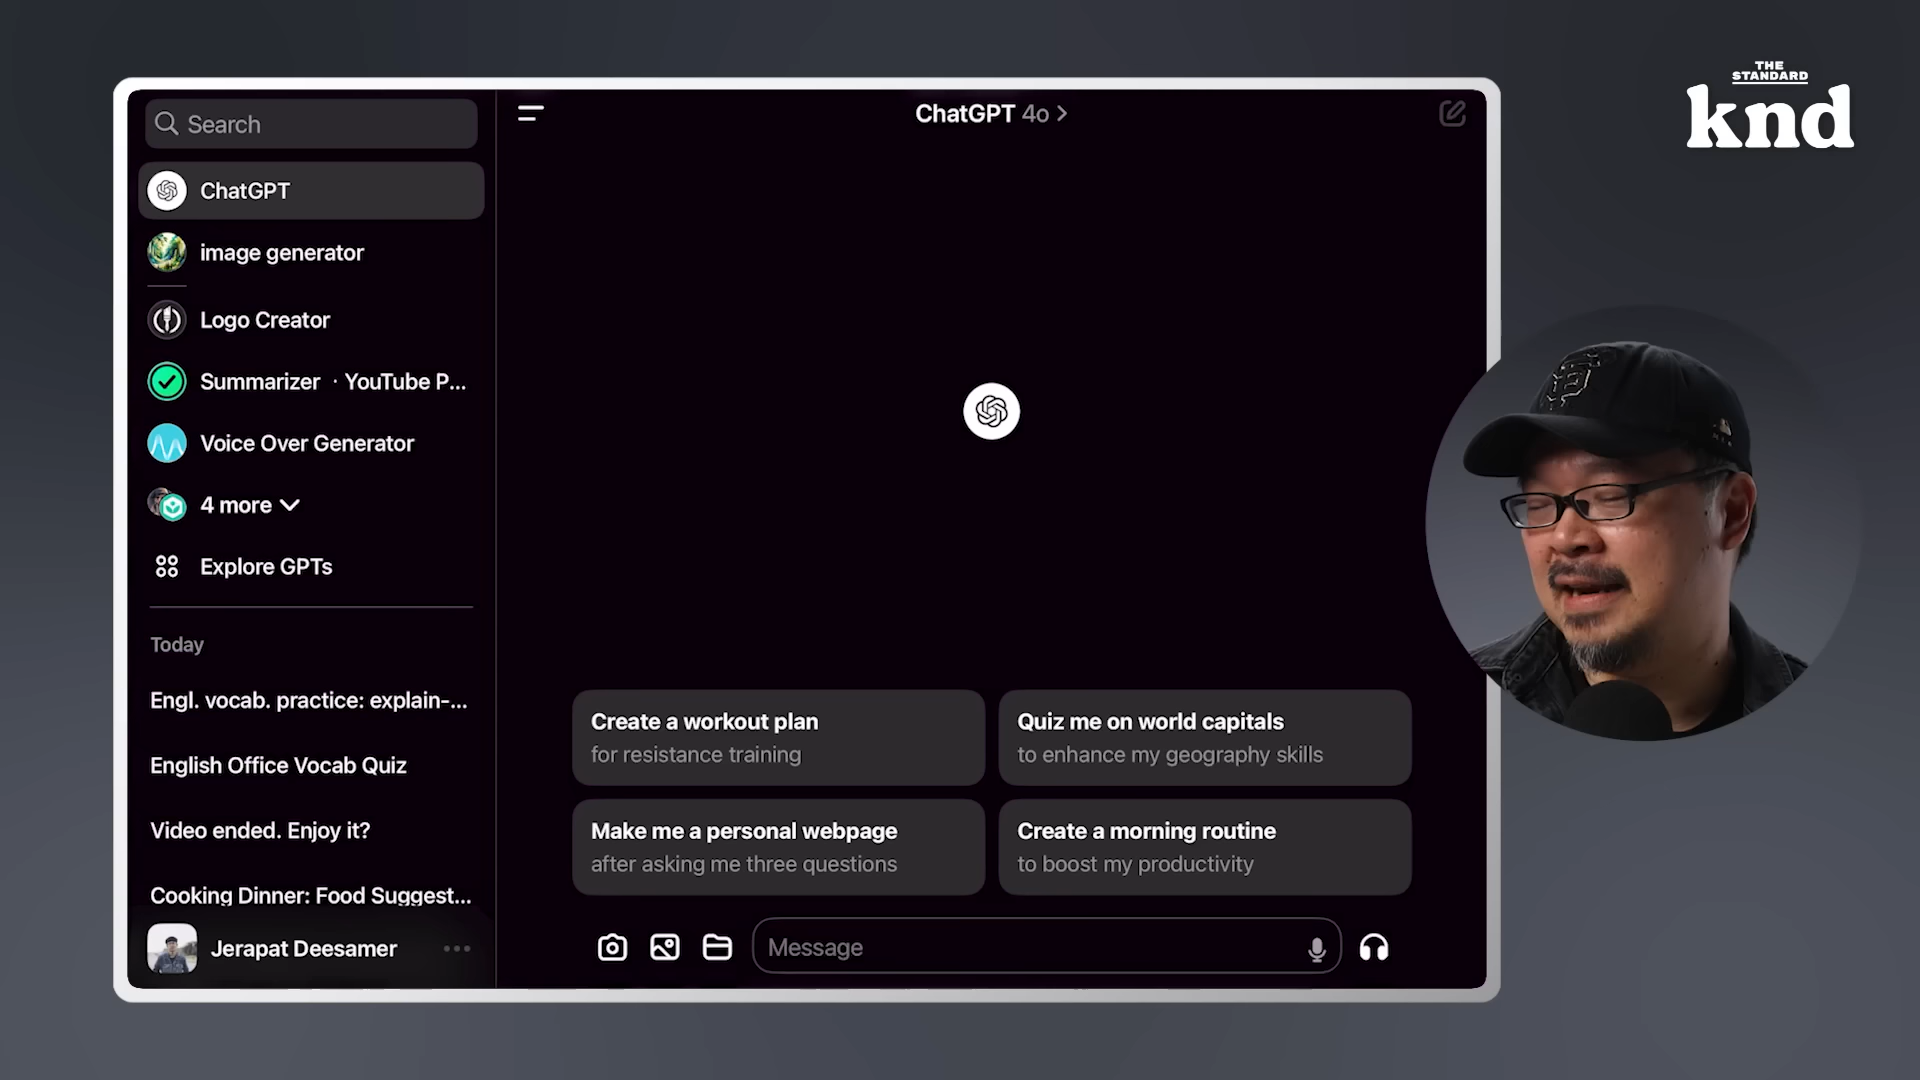 THE
STANDARD
knd
Search
ChatGPT
image generator
Logo Creator
Summarizer · YouTube P...
Voice Over Generator
4 more
Explore GPTs
Today
Engl. vocab. practice: explain-...
English Office Vocab Quiz
Video ended. Enjoy it?
Cooking Dinner: Food Suggest...
Jerapat Deesamer
ChatGPT 4o >
Create a workout plan
for resistance training
Quiz me on world capitals
to enhance my geography skills
Make me a personal webpage
after asking me three questions
Create a morning routine
to boost my productivity
Message